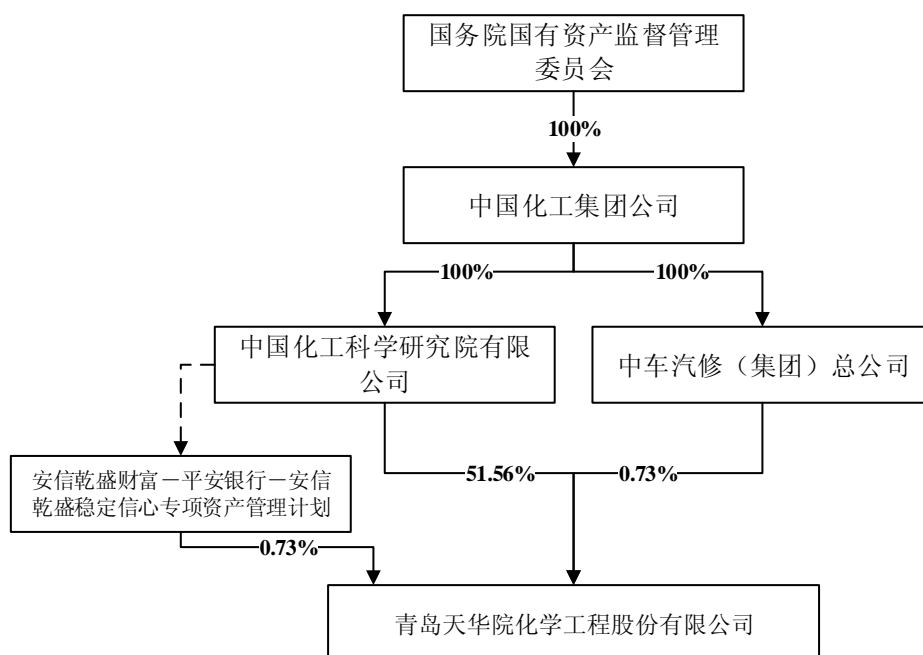 国务院国有资产监督管理
委员会
100%
中国化工集团公司
100%
100%
中国化工科学研究院有限
公司
中车汽修（集团）总公司
安信乾盛财富－平安银行－安信
乾盛稳定信心专项资产管理计划
51.56%
0.73%
0.73%
青岛天华院化学工程股份有限公司